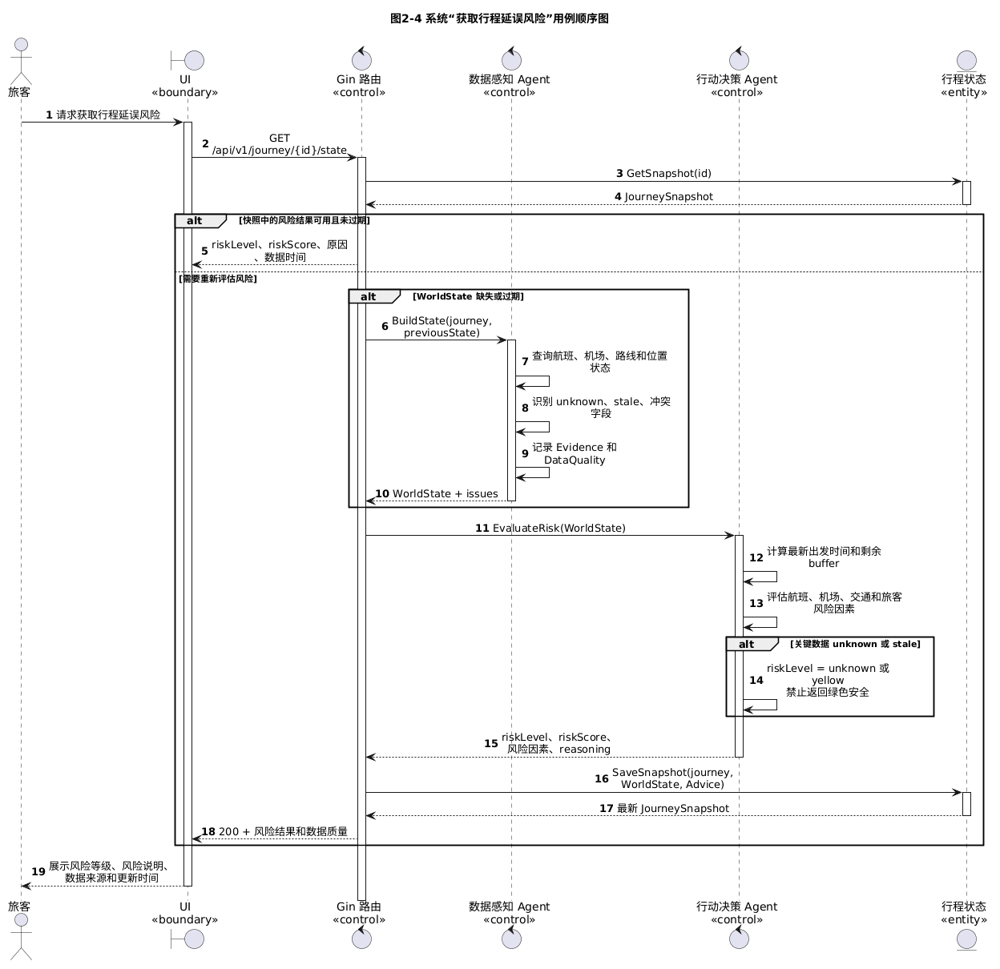 图2-4 系统“获取行程延误风险”用例顺序图
旅客
UI
«boundary»
Gin 路由
«control»
数据感知 Agent
«control»
行动决策 Agent
«control»
行程状态
«entity»
1 请求获取行程延误风险
2 GET
/api/v1/journey/{id}/state
3 GetSnapshot(id)
4 JourneySnapshot
alt [快照中的风险结果可用且未过期]
5 riskLevel、riskScore、原因
、数据时间
[需要重新评估风险]
alt [WorldState 缺失或过期]
6 BuildState(journey,
previousState)
7 查询航班、机场、路线和位置
状态
8 识别 unknown、stale、冲突
字段
9 记录 Evidence 和
DataQuality
10 WorldState + issues
11 EvaluateRisk(WorldState)
12 计算最新出发时间和剩余
buffer
13 评估航班、机场、交通和旅客
风险因素
alt [关键数据 unknown 或 stale]
14 riskLevel = unknown 或
yellow
禁止返回绿色安全
15 riskLevel、riskScore、
风险因素、reasoning
16 SaveSnapshot(journey,
WorldState, Advice)
17 最新 JourneySnapshot
18 200 + 风险结果和数据质量
19 展示风险等级、风险说明、
数据来源和更新时间
旅客
UI
«boundary»
Gin 路由
«control»
数据感知 Agent
«control»
行动决策 Agent
«control»
行程状态
«entity»